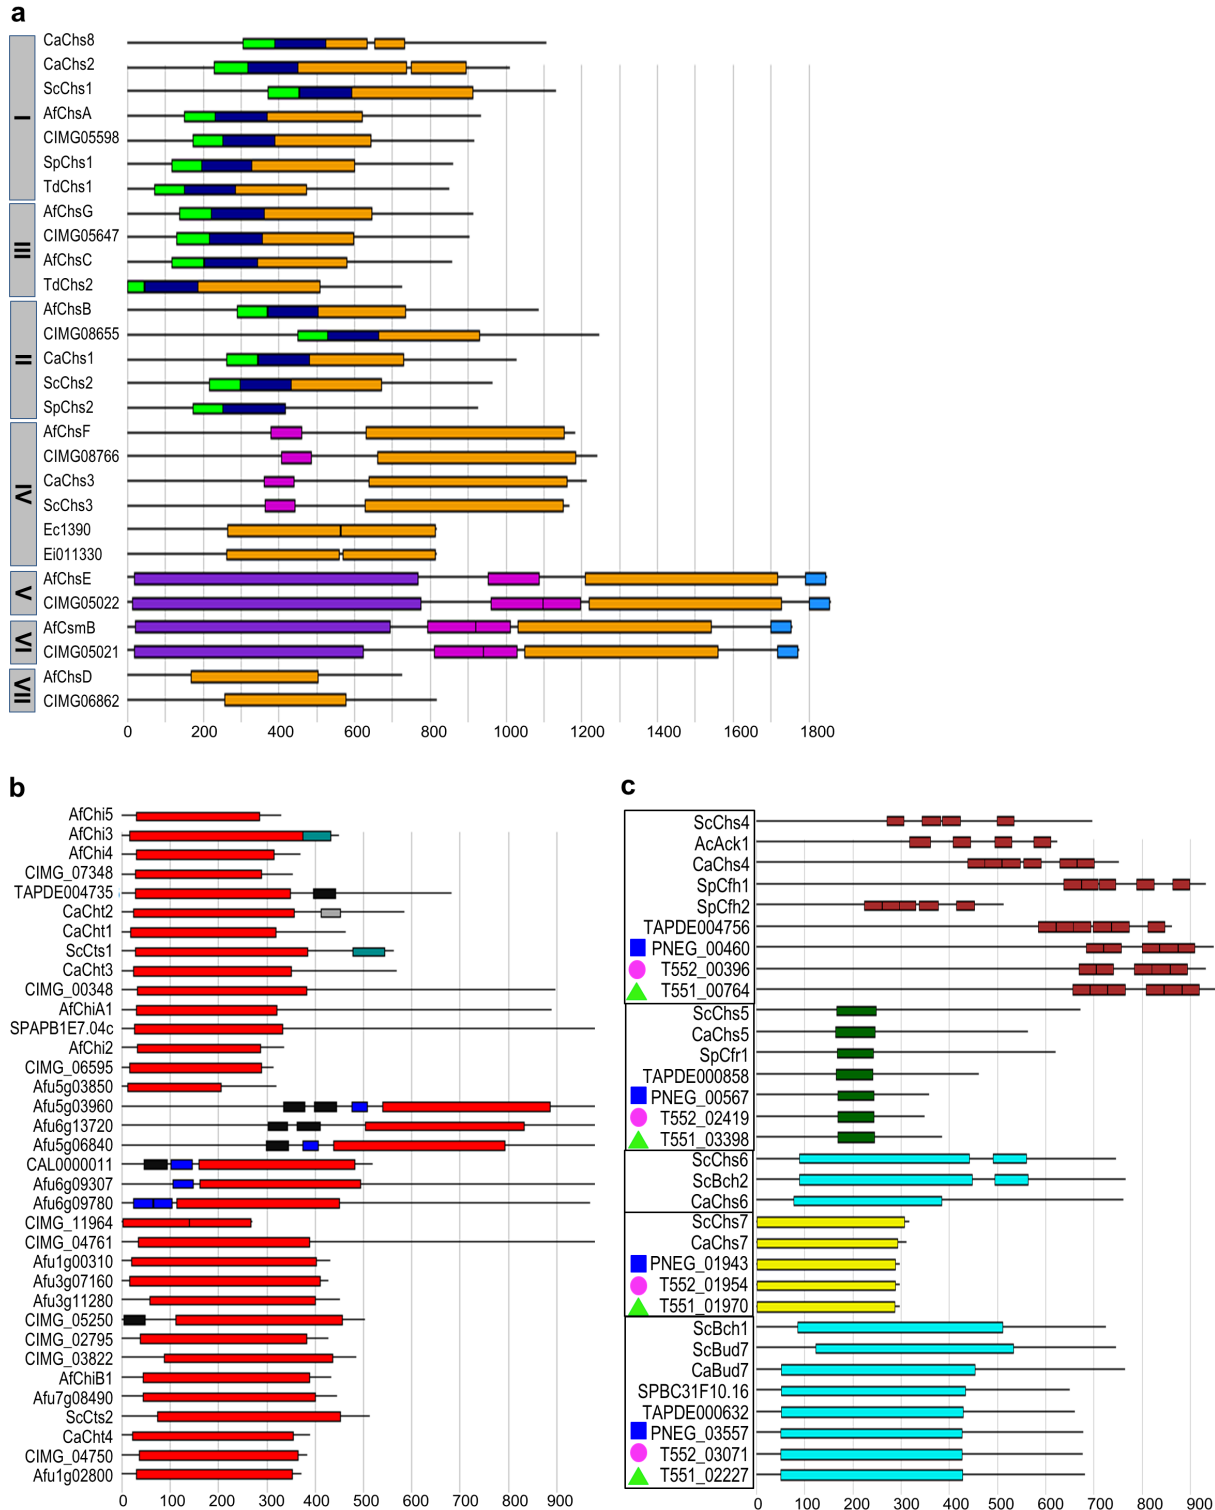 a
I
CaChs8
CaChs2
ScChs1
AfChsA
CIMG05598
SpChs1
TdChs1
III
AfChsG
CIMG05647
AfChsC
TdChs2
II
AfChsB
CIMG08655
CaChs1
ScChs2
SpChs2
IV
AfChsF
CIMG08766
CaChs3
ScChs3
Ec1390
Ei011330
V
AfChsE
CIMG05022
VI
AfCsmB
CIMG05021
VII
AfChsD
CIMG06862
0 200 400 600 800 1000 1200 1400 1600 1800
b
AfChi5
AfChi3
AfChi4
CIMG_07348
TAPDE004735
CaCht2
CaCht1
ScCts1
CaCht3
CIMG_00348
AfChiA1
SPAPB1E7.04c
AfChi2
CIMG_06595
Afu5g03850
Afu5g03960
Afu6g13720
Afu5g06840
CAL0000011
Afu6g09307
Afu6g09780
CIMG_11964
CIMG_04761
Afu1g00310
Afu3g07160
Afu3g11280
CIMG_05250
CIMG_02795
CIMG_03822
AfChiB1
Afu7g08490
ScCts2
CaCht4
CIMG_04750
Afu1g02800
0 100 200 300 400 500 600 700 800 900
c
ScChs4
AcAck1
CaChs4
SpCfh1
SpCfh2
TAPDE004756
PNEG_00460
T552_00396
T551_00764
ScChs5
CaChs5
SpCfr1
TAPDE000858
PNEG_00567
T552_02419
T551_03398
ScChs6
ScBch2
CaChs6
ScChs7
CaChs7
PNEG_01943
T552_01954
T551_01970
ScBch1
ScBud7
CaBud7
SPBC31F10.16
TAPDE000632
PNEG_03557
T552_03071
T551_02227
0 100 200 300 400 500 600 700 800 900